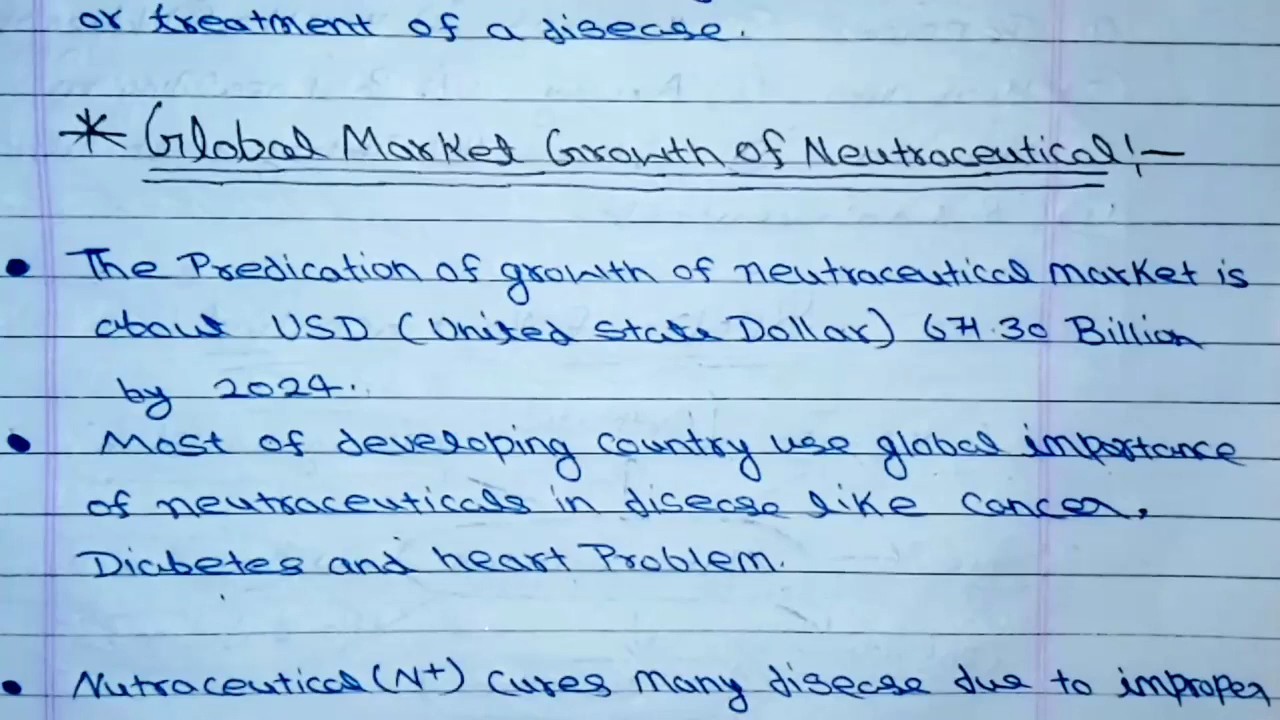 or treatment of a disease.
* Global Market Growth of Neutraceutical :-
• The Predication of growth of neutraceutical market is
about USD (United State Dollar) 671.30 Billion
by 2024.
• Most of developing country use global importance
of neutraceuticals in disease like cancer,
Diabetes and heart Problem.
• Nutraceutical (N+) cures many disease due to improper